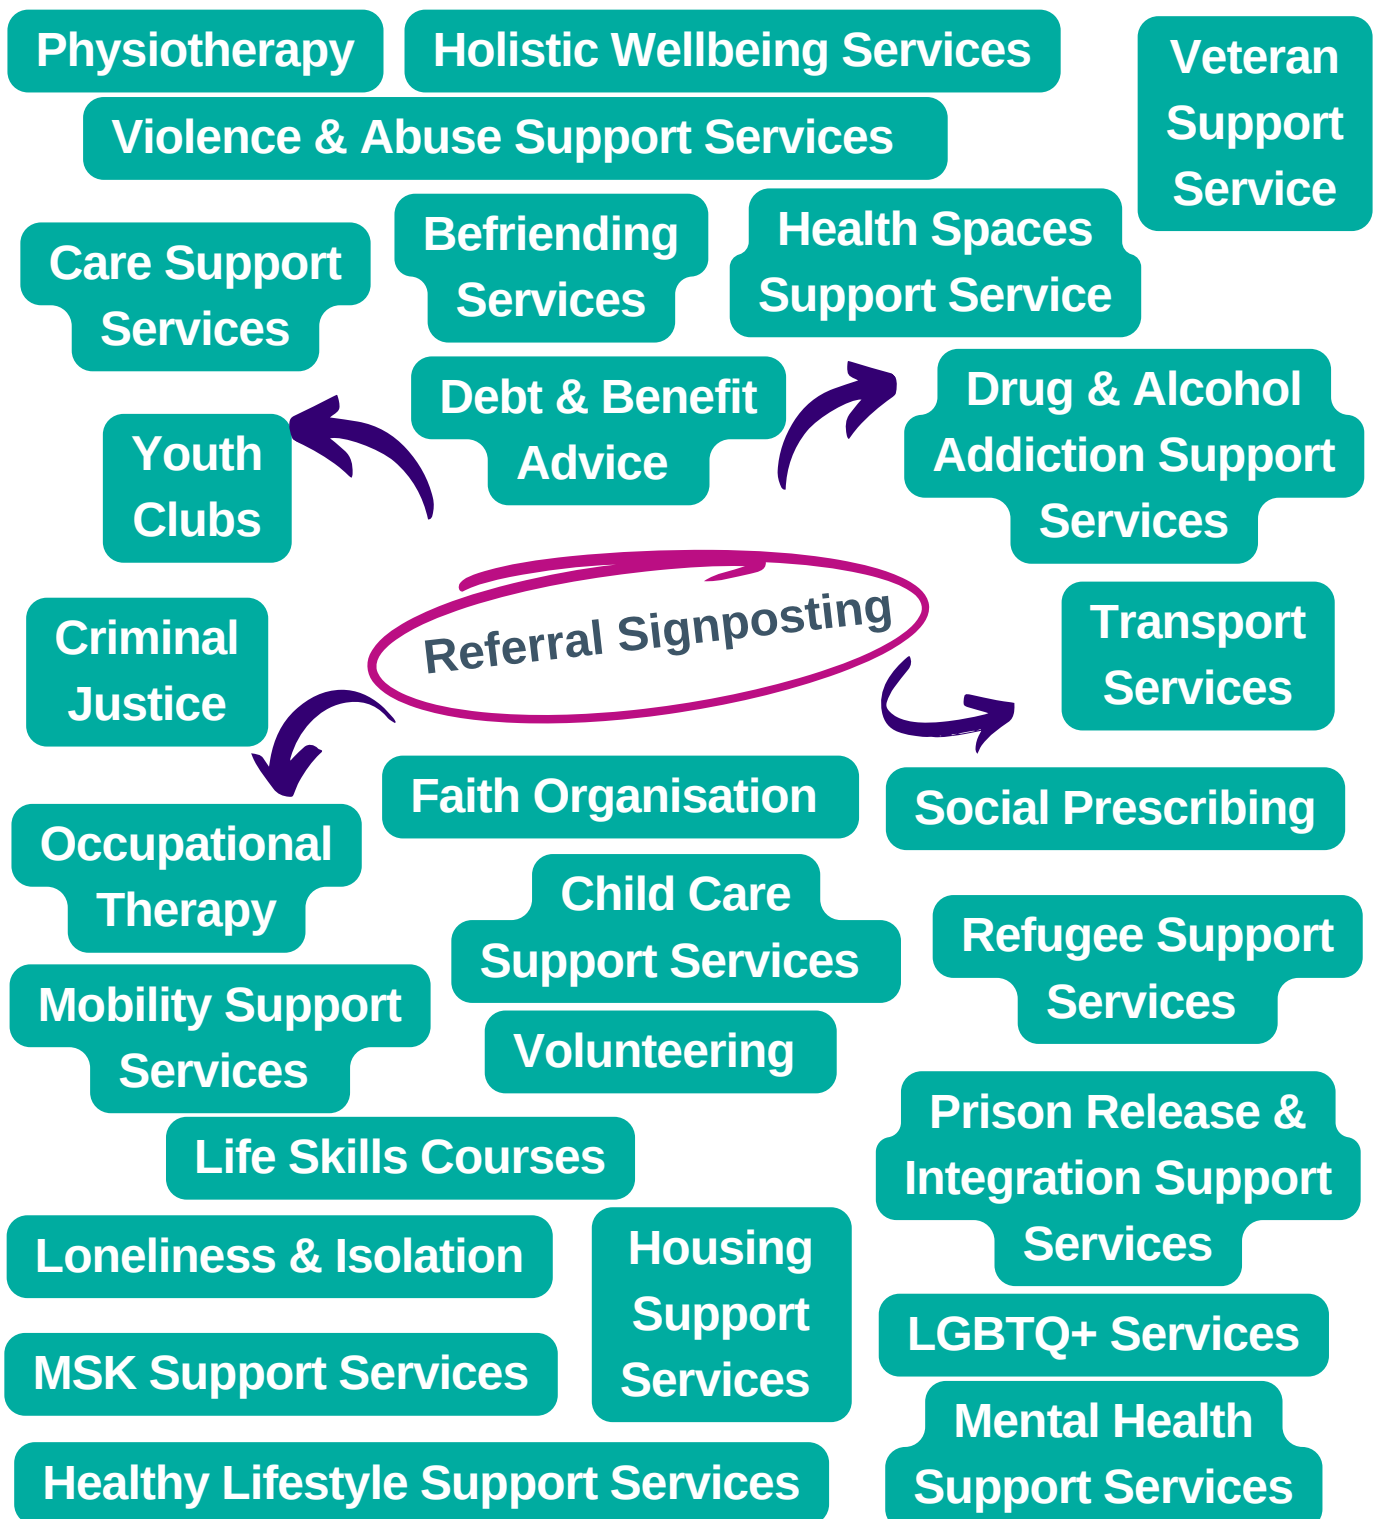 Physiotherapy
Holistic Wellbeing Services
Veteran
Support
Service
Violence & Abuse Support Services
Care Support
Services
Befriending
Services
Health Spaces
Support Service
Debt & Benefit
Advice
Drug & Alcohol
Addiction Support
Services
Youth
Clubs
Referral Signposting
Criminal
Justice
Transport
Services
Faith Organisation
Social Prescribing
Occupational
Therapy
Child Care
Support Services
Refugee Support
Services
Mobility Support
Services
Volunteering
Prison Release &
Integration Support
Services
Life Skills Courses
Loneliness & Isolation
Housing
Support
Services
LGBTQ+ Services
MSK Support Services
Mental Health
Support Services
Healthy Lifestyle Support Services